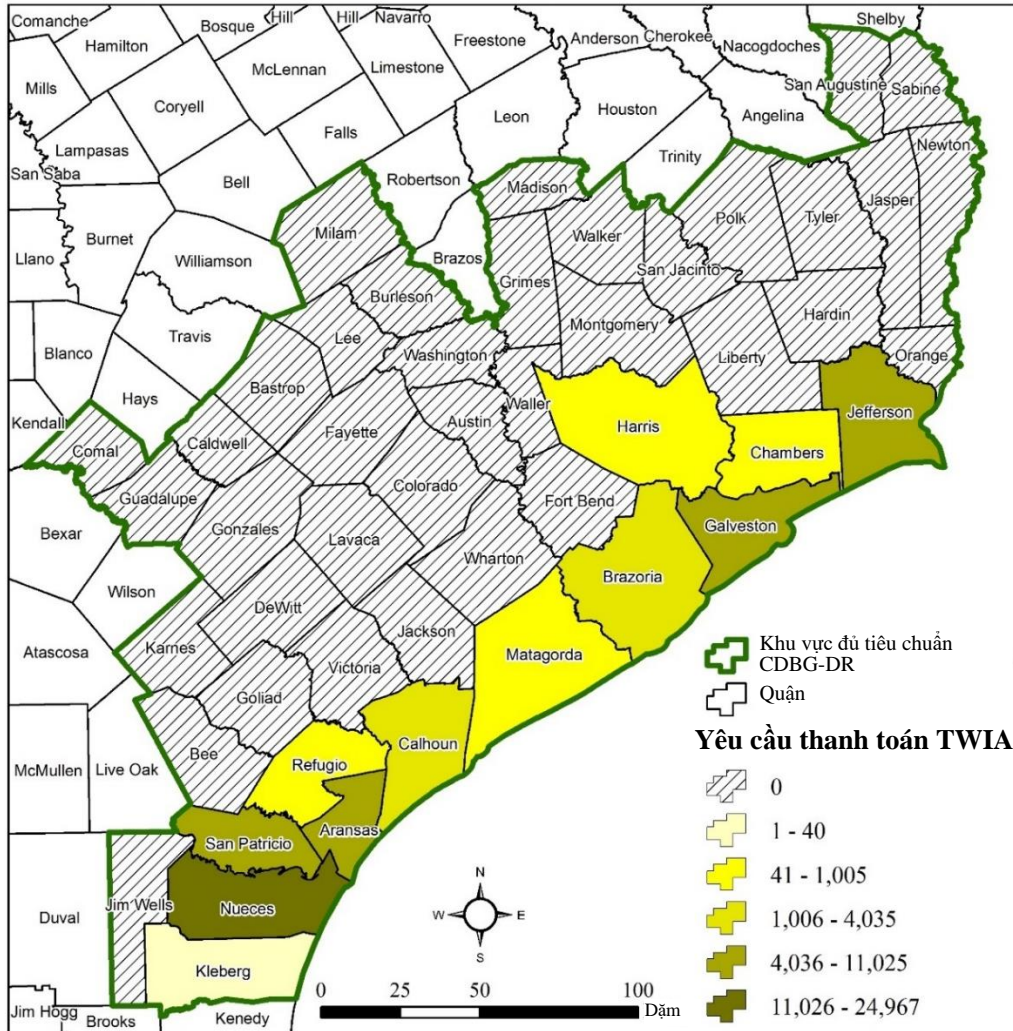 Comanche
Bosque
Hill
Hill
Navarro
Freestone
Anderson
Cherokee
Nacogdoches
Shelby
Hamilton
McLennan
Limestone
San Augustine
Sabine
Mills
Coryell
Leon
Houston
Angelina
Falls
Trinity
Newton
Lampasas
San Saba
Bell
Robertson
Madison
Jasper
Burnet
Milam
Walker
Polk
Tyler
Llano
Williamson
Brazos
Grimes
San Jacinto
Burleson
Montgomery
Hardin
Travis
Lee
Washington
Liberty
Orange
Blanco
Bastrop
Hays
Waller
Austin
Jefferson
Kendall
Fayette
Harris
Caldwell
Comal
Chambers
Colorado
Guadalupe
Fort Bend
Gonzales
Galveston
Bexar
Lavaca
Wharton
Brazoria
Wilson
DeWitt
Jackson
Karnes
Atascosa
Victoria
Matagorda
Goliad
Calhoun
Bee
Refugio
McMullen
Live Oak
Aransas
San Patricio
Jim Wells
Nueces
Duval
Kleberg
Jim Hogg
Brooks
Kenedy
N
W
E
S
0
25
50
100
Dặm
Khu vực đủ tiêu chuẩn
CDBG-DR
Quận
Yêu cầu thanh toán TWIA
0
1 - 40
41 - 1,005
1,006 - 4,035
4,036 - 11,025
11,026 - 24,967